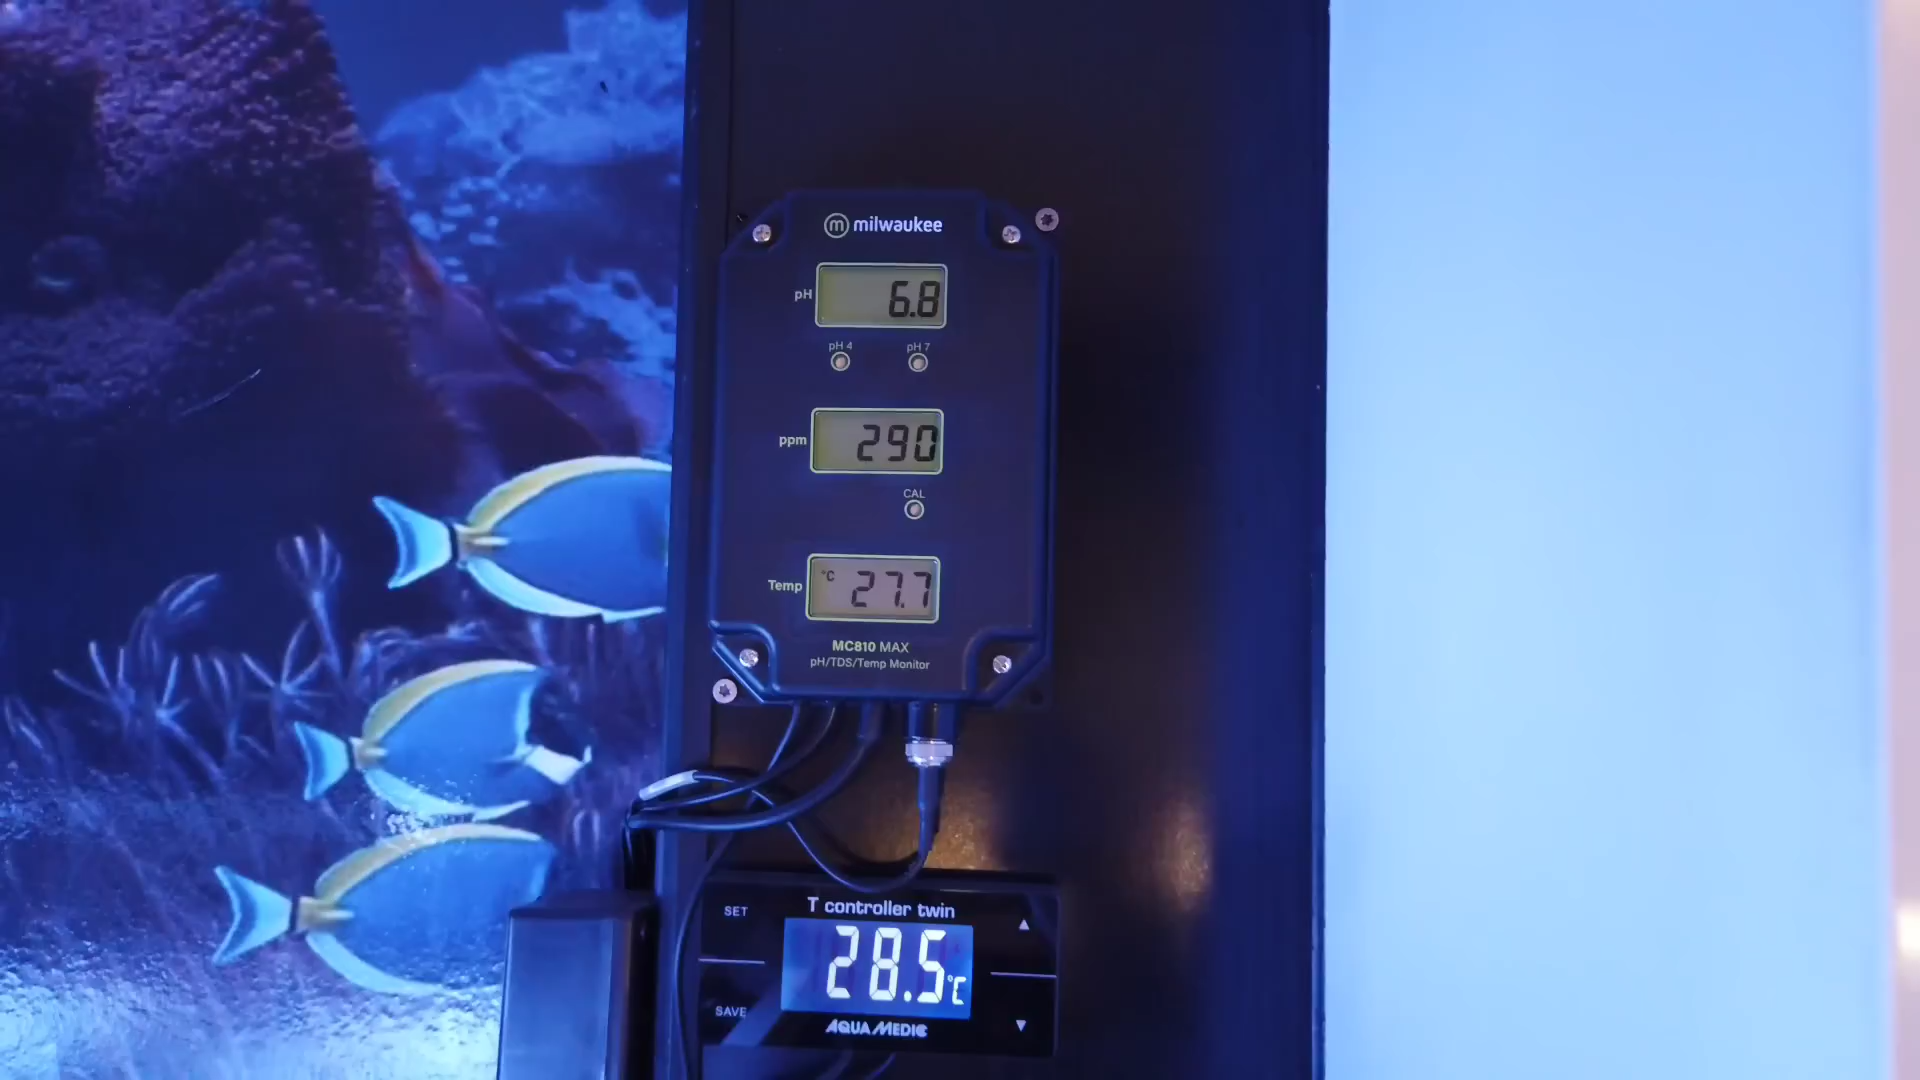 milwaukee
pH 6.8
pH 4 pH 7
ppm 290
CAL
Temp °C 27.7
MC810 MAX
pH/TDS/Temp Monitor
T controller twin
SET
28.5°C
SAVE
AQUA MEDIC